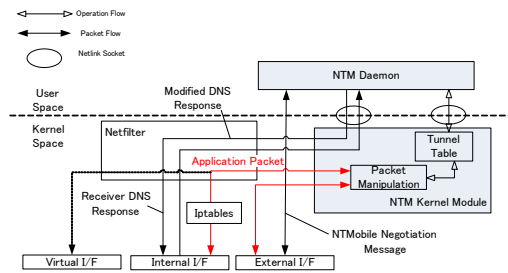 Operation Flow
Packet Flow
Netlink Socket
NTM Daemon
User
Space
Modified DNS
Response
Kernel
Space
Netfilter
Tunnel
Table
Application Packet
Packet
Manipulation
Receiver DNS
Response
Iptables
NTM Kernel Module
NTMobile Negotiation
Message
Virtual I/F
Internal I/F
External I/F